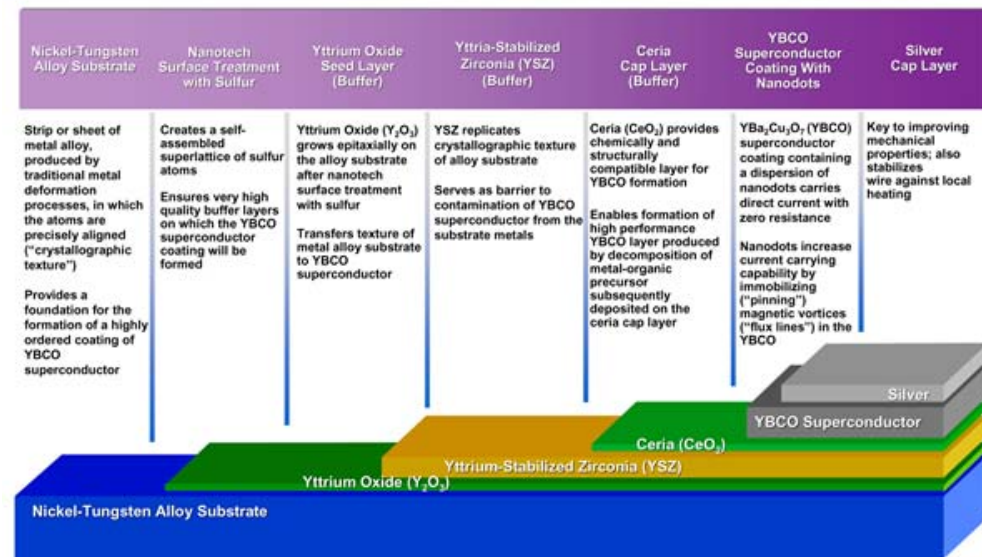 Nickel-Tungsten
Alloy Substrate
Nanotech
Surface Treatment
with Sulfur
Yttrium Oxide
Seed Layer
(Buffer)
Yttria-Stabilized
Zirconia (YSZ)
(Buffer)
Ceria
Cap Layer
(Buffer)
YBCO
Superconductor
Coating With
Nanodots
Silver
Cap Layer
Strip or sheet of
metal alloy,
produced by
traditional metal
deformation
processes, in which
the atoms are
precisely aligned
("crystallographic
texture")
Provides a
foundation for the
formation of a highly
ordered coating of
YBCO
superconductor
Creates a self-
assembled
superlattice of sulfur
atoms
Ensures very high
quality buffer layers
on which the YBCO
superconductor
coating will be
formed
Yttrium Oxide (Y₂O₃)
grows epitaxially on
the alloy substrate
after nanotech
surface treatment
with sulfur
Transfers texture of
metal alloy substrate
to YBCO
superconductor
YSZ replicates
crystallographic texture
of alloy substrate
Serves as barrier to
contamination of YBCO
superconductor from the
substrate metals
Ceria (CeO₂) provides
chemically and
structurally
compatible layer for
YBCO formation
Enables formation of
high performance
YBCO layer produced
by decomposition of
metal-organic
precursor
subsequently
deposited on the
ceria cap layer
YBa₂Cu₃O₇ (YBCO)
superconductor
coating containing
a dispersion of
nanodots carries
direct current with
zero resistance
Nanodots increase
current carrying
capability by
immobilizing
("pinning")
magnetic vortices
("flux lines") in the
YBCO
Key to improving
mechanical
properties; also
stabilizes
wire against local
heating
Silver
YBCO Superconductor
Ceria (CeO₃)
Yttrium-Stabilized Zirconia (YSZ)
Yttrium Oxide (Y₂O₃)
Nickel-Tungsten Alloy Substrate